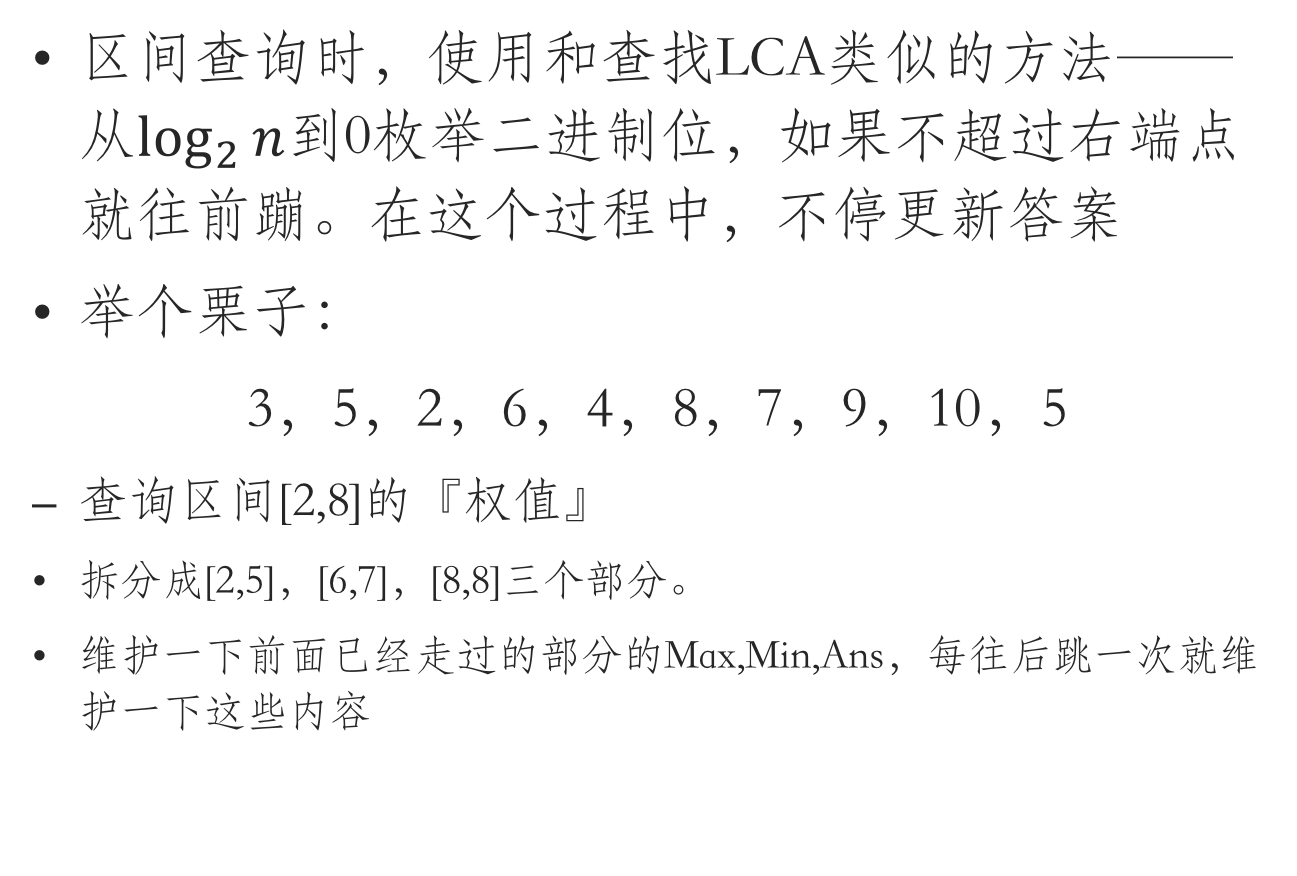 • 区间查询时，使用和查找LCA类似的方法——
从log₂ n到0枚举二进制位，如果不超过右端点
就往前蹦。在这个过程中，不停更新答案
• 举个栗子：
3，5，2，6，4，8，7，9，10，5
– 查询区间[2,8]的『权值』
• 拆分成[2,5]，[6,7]，[8,8]三个部分。
• 维护一下前面已经走过的部分的Max,Min,Ans，每往后跳一次就维
护一下这些内容